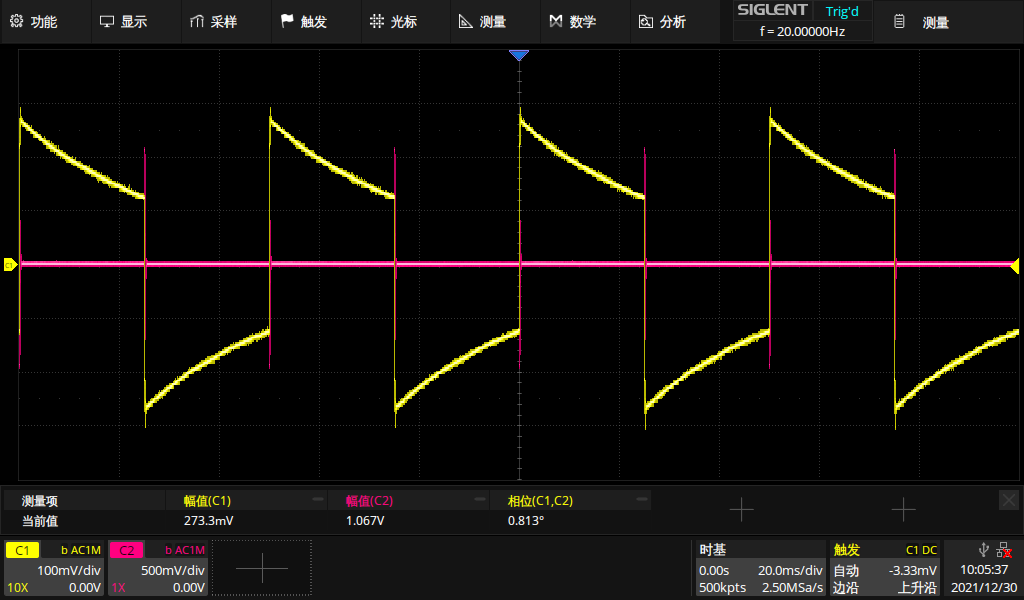 功能 显示 采样 触发 光标 测量 数学 分析 SIGLENT Trig'd 测量
f = 20.00000Hz
C1
测量项 幅值(C1) 幅值(C2) 相位(C1,C2)
当前值 273.3mV 1.067V 0.813°
C1 b AC1M C2 b AC1M 时基 触发 C1 DC
100mV/div 500mV/div 0.00s 20.0ms/div 自动 -3.33mV 10:05:37
10X 0.00V 1X 0.00V 500kpts 2.50MSa/s 边沿 上升沿 2021/12/30